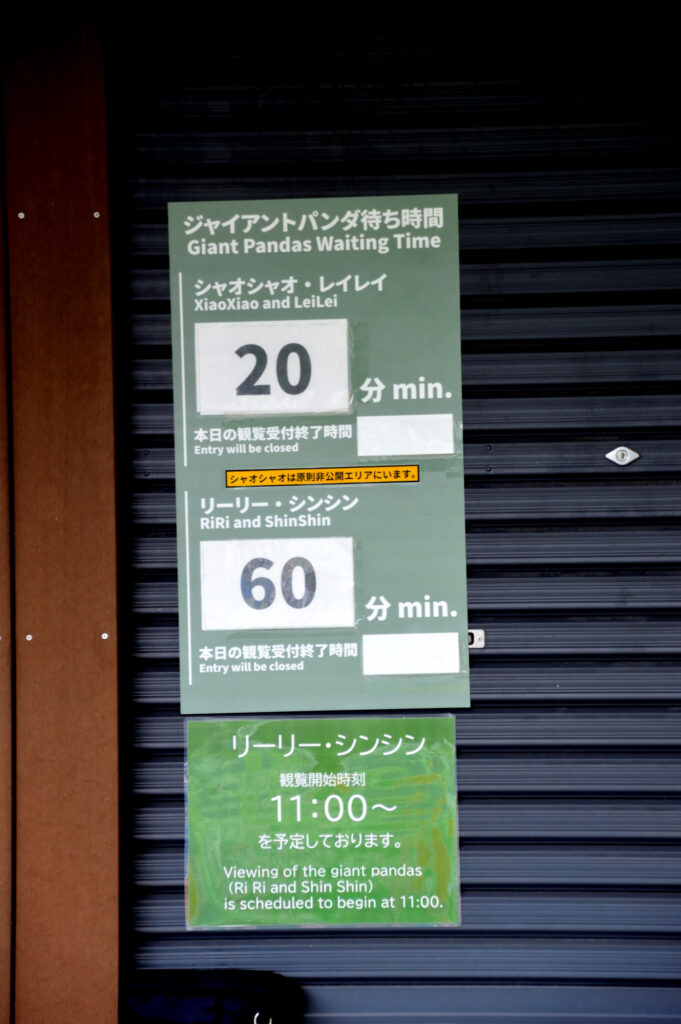 ジャイアントパンダ待ち時間
Giant Pandas Waiting Time
シャオシャオ・レイレイ
XiaoXiao and LeiLei
20 分 min.
本日の観覧受付終了時間
Entry will be closed
シャオシャオは原則非公開エリアにいます。
リーリー・シンシン
RiRi and ShinShin
60 分 min.
本日の観覧受付終了時間
Entry will be closed
リーリー・シンシン
観覧開始時刻
11:00～
を予定しております。
Viewing of the giant pandas
(Ri Ri and Shin Shin)
is scheduled to begin at 11:00.